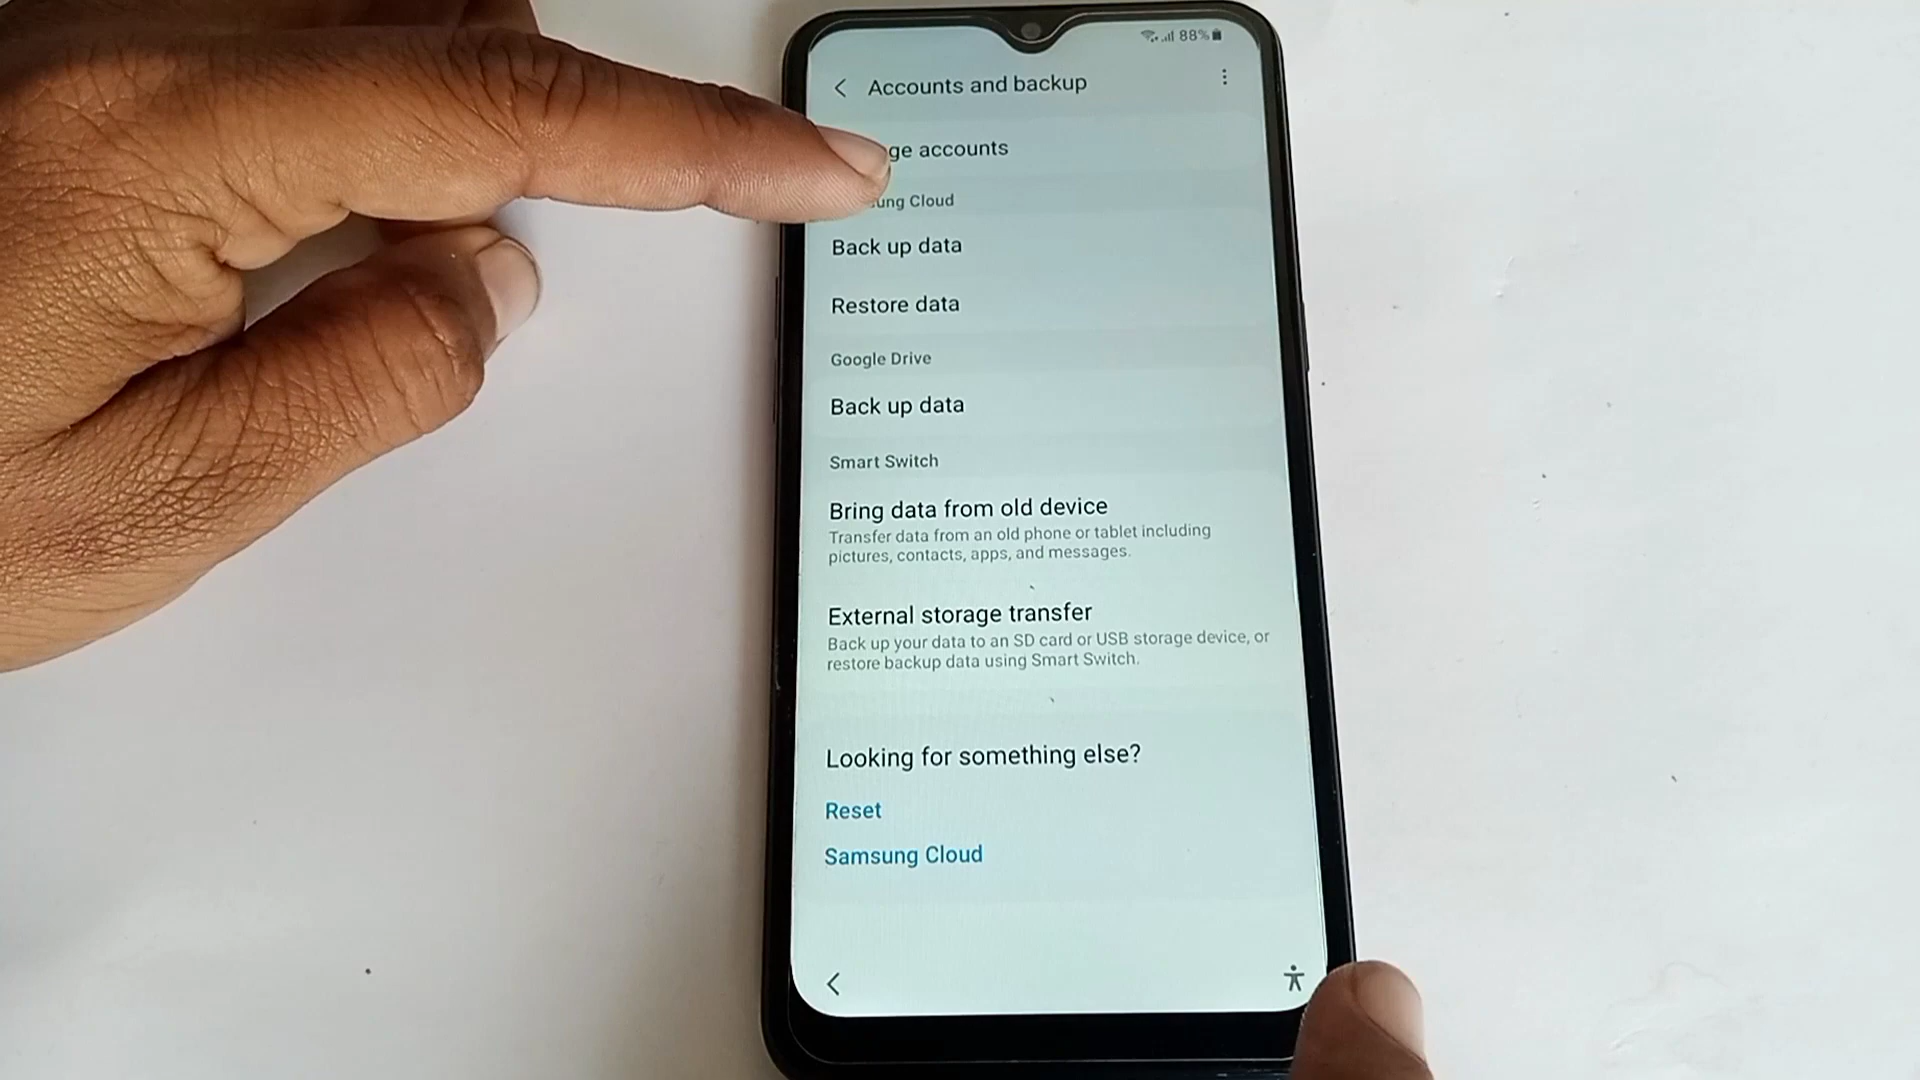 88%
Accounts and backup
ge accounts
ung Cloud
Back up data
Restore data
Google Drive
Back up data
Smart Switch
Bring data from old device
Transfer data from an old phone or tablet including
pictures, contacts, apps, and messages.
External storage transfer
Back up your data to an SD card or USB storage device, or
restore backup data using Smart Switch.
Looking for something else?
Reset
Samsung Cloud